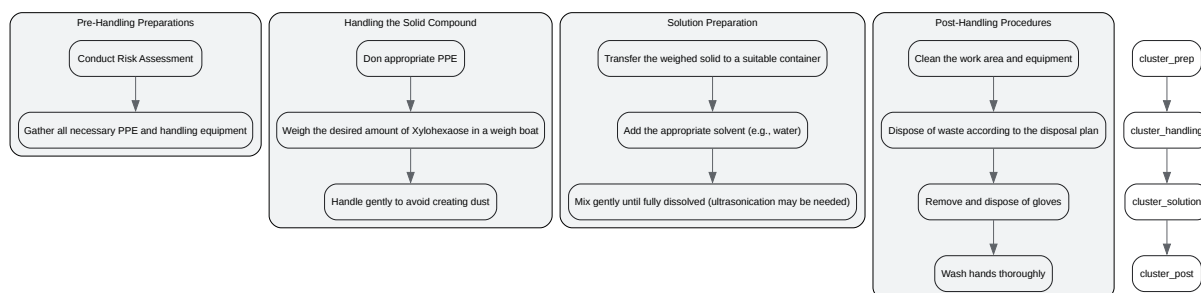 Pre-Handling Preparations
Conduct Risk Assessment
Gather all necessary PPE and handling equipment
Handling the Solid Compound
Don appropriate PPE
Weigh the desired amount of Xylohexaose in a weigh boat
Handle gently to avoid creating dust
Solution Preparation
Transfer the weighed solid to a suitable container
Add the appropriate solvent (e.g., water)
Mix gently until fully dissolved (ultrasonication may be needed)
Post-Handling Procedures
Clean the work area and equipment
Dispose of waste according to the disposal plan
Remove and dispose of gloves
Wash hands thoroughly
cluster_prep
cluster_handling
cluster_solution
cluster_post